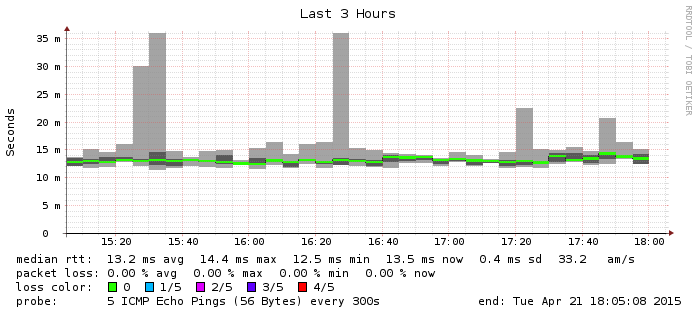 Last 3 Hours
RRDTOOL / TOBI OETIKER
Seconds
35 m
30 m
25 m
20 m
15 m
10 m
5 m
0
15:20 15:40 16:00 16:20 16:40 17:00 17:20 17:40 18:00
median rtt: 13.2 ms avg 14.4 ms max 12.5 ms min 13.5 ms now 0.4 ms sd 33.2 am/s
packet loss: 0.00 % avg 0.00 % max 0.00 % min 0.00 % now
loss color: 0 1/5 2/5 3/5 4/5
probe: 5 ICMP Echo Pings (56 Bytes) every 300s end: Tue Apr 21 18:05:08 2015